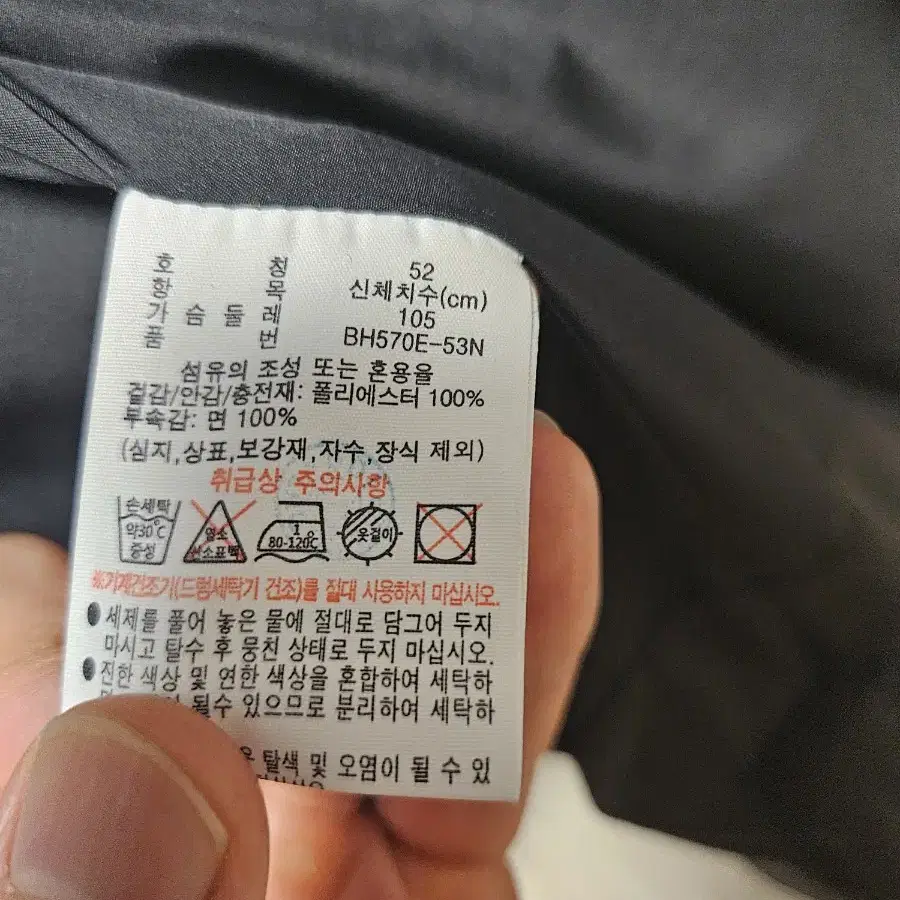 호 칭 52
항 목 신체치수(cm)
가 슴 둘 레 105
품 번 BH570E-53N
섬유의 조성 또는 혼용율
겉감/안감/충전재: 폴리에스터 100%
부속감: 면 100%
(심지,상표,보강재,자수,장식 제외)
취급상 주의사항
손세탁
약30℃
중성
염소
산소표백
1
80-120℃
옷걸이
※기계건조기(드럼세탁기 건조)를 절대 사용하지 마십시오.
●세제를 풀어 놓은 물에 절대로 담그어 두지
마시고 탈수 후 뭉친 상태로 두지 마십시오.
●진한 색상 및 연한 색상을 혼합하여 세탁하
될수 있으므로 분리하여 세탁하
탈색 및 오염이 될 수 있